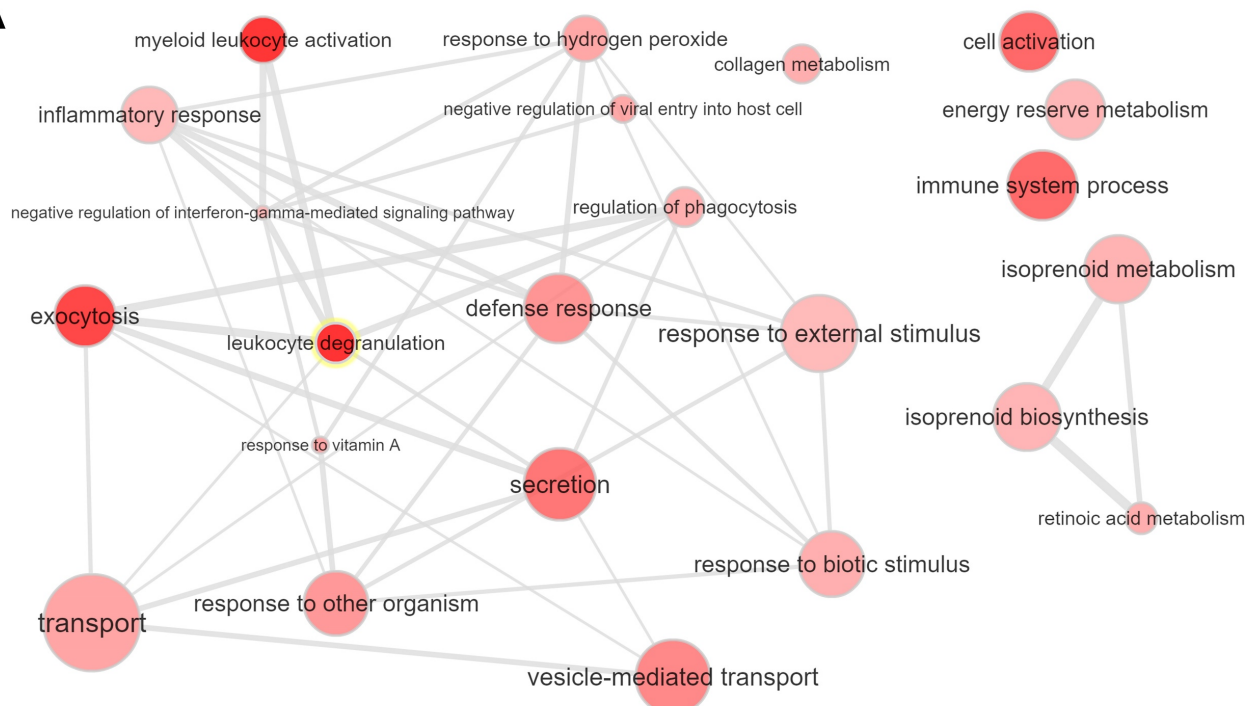 myeloid leukocyte activation
response to hydrogen peroxide
cell activation
collagen metabolism
inflammatory response
negative regulation of viral entry into host cell
energy reserve metabolism
immune system process
negative regulation of interferon-gamma-mediated signaling pathway
regulation of phagocytosis
isoprenoid metabolism
exocytosis
defense response
response to external stimulus
leukocyte degranulation
isoprenoid biosynthesis
response to vitamin A
secretion
retinoic acid metabolism
response to biotic stimulus
transport
response to other organism
vesicle-mediated transport